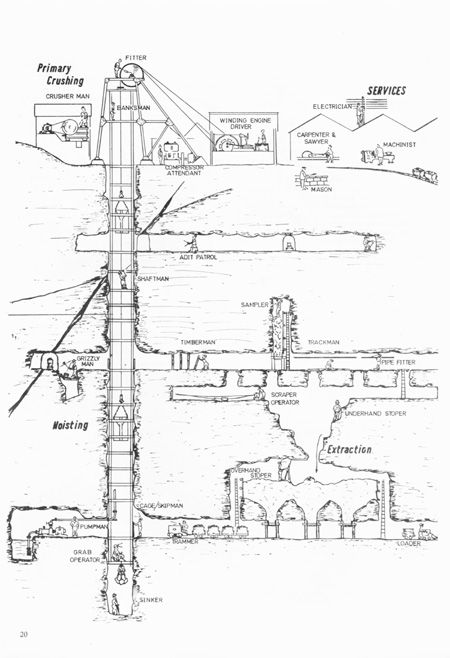 FITTER
Primary
Crushing
CRUSHER MAN
BANKSMAN
SERVICES
ELECTRICIAN
WINDING ENGINE
DRIVER
CARPENTER &
SAWYER
MACHINIST
COMPRESSOR
ATTENDANT
MASON
ADIT PATROL
SHAFTMAN
SAMPLER
TIMBERMAN
TRACKMAN
GRIZZLY
MAN
PIPE FITTER
SCRAPER
OPERATOR
UNDERHAND STOPER
Hoisting
Extraction
OVERHAND
STOPER
CAGE/SKIPMAN
PUMPMAN
TRAMMER
LOADER
GRAB
OPERATOR
SINKER
20